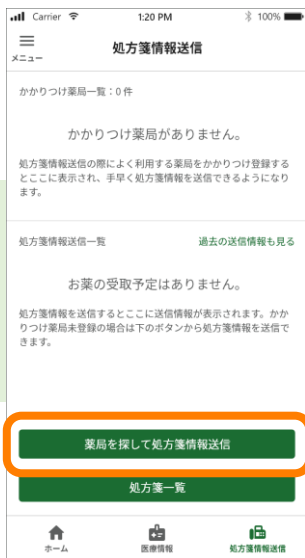 Carrier 1:20 PM 100%
メニュー 処方箋情報送信
かかりつけ薬局一覧：0 件
かかりつけ薬局がありません。
処方箋情報送信の際によく利用する薬局をかかりつけ登録する
とここに表示され、手早く処方箋情報を送信できるようになり
ます。
処方箋情報送信一覧 過去の送信情報も見る
お薬の受取予定はありません。
処方箋情報を送信するとここに送信情報が表示されます。かか
りつけ薬局未登録の場合は下のボタンから処方箋情報を送信で
きます。
薬局を探して処方箋情報送信
処方箋一覧
ホーム 医療情報 処方箋情報送信